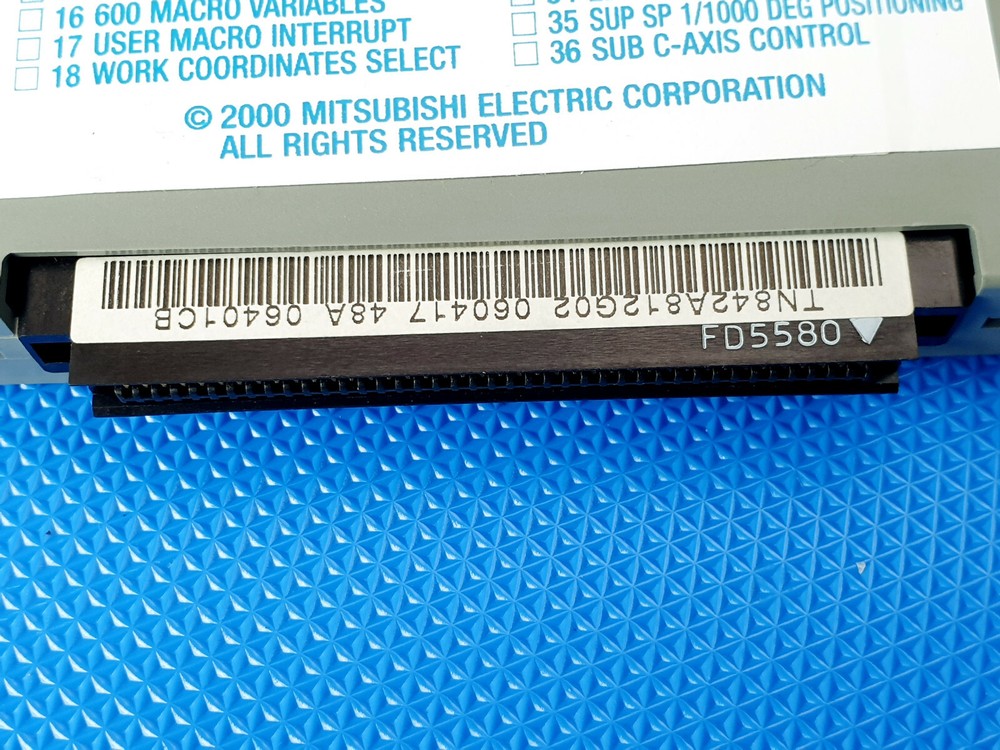 16 600 MACRO VARIABLES
17 USER MACRO INTERRUPT
18 WORK COORDINATES SELECT
35 SUP SP 1/1000 DEG POSITIONING
36 SUB C-AXIS CONTROL
© 2000 MITSUBISHI ELECTRIC CORPORATION
ALL RIGHTS RESERVED
TN842A812G02 060417 48A 06401CB
FD5580